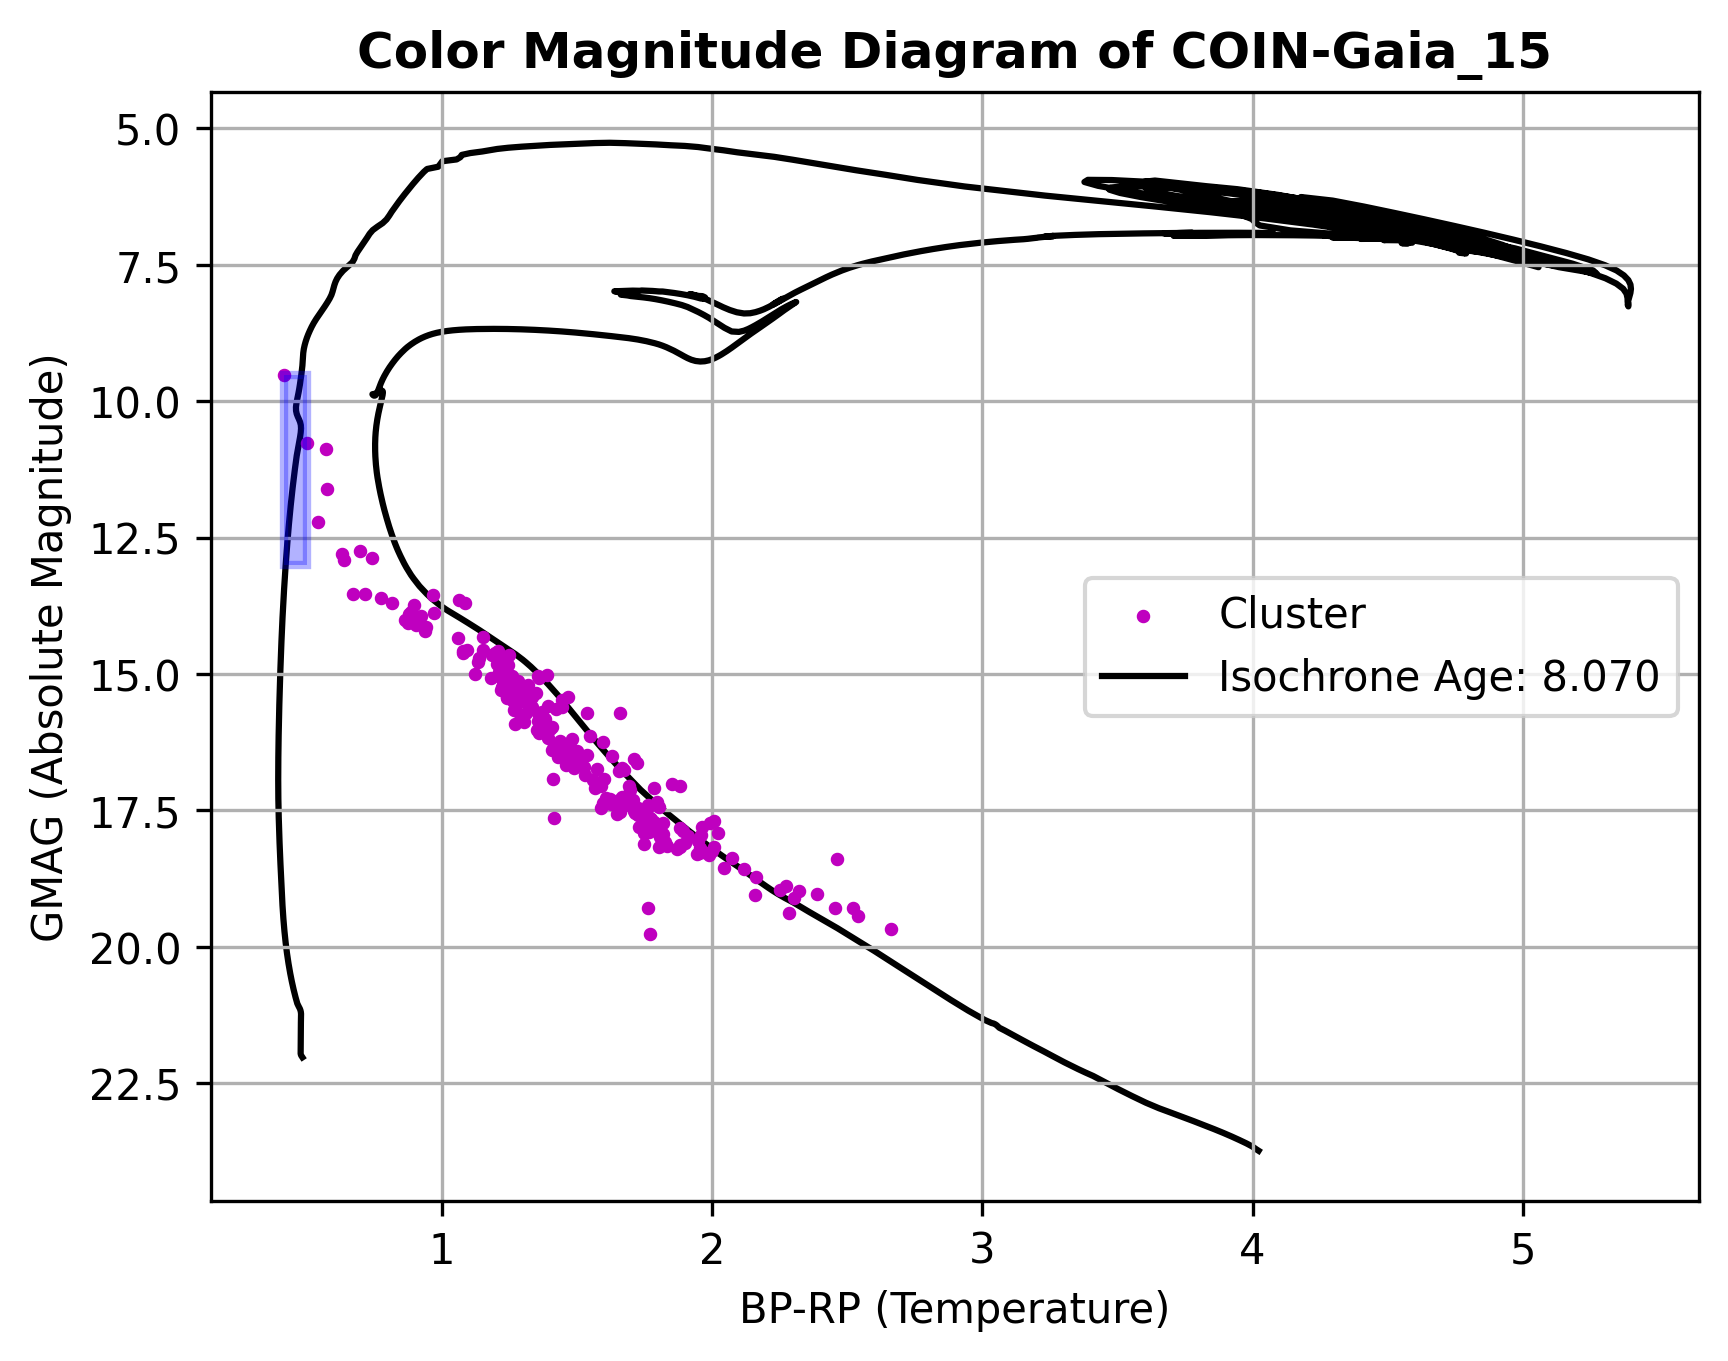 Color Magnitude Diagram of COIN-Gaia_15
GMAG (Absolute Magnitude)
5.0
7.5
10.0
12.5
15.0
17.5
20.0
22.5
Cluster
Isochrone Age: 8.070
1 2 3 4 5
BP-RP (Temperature)